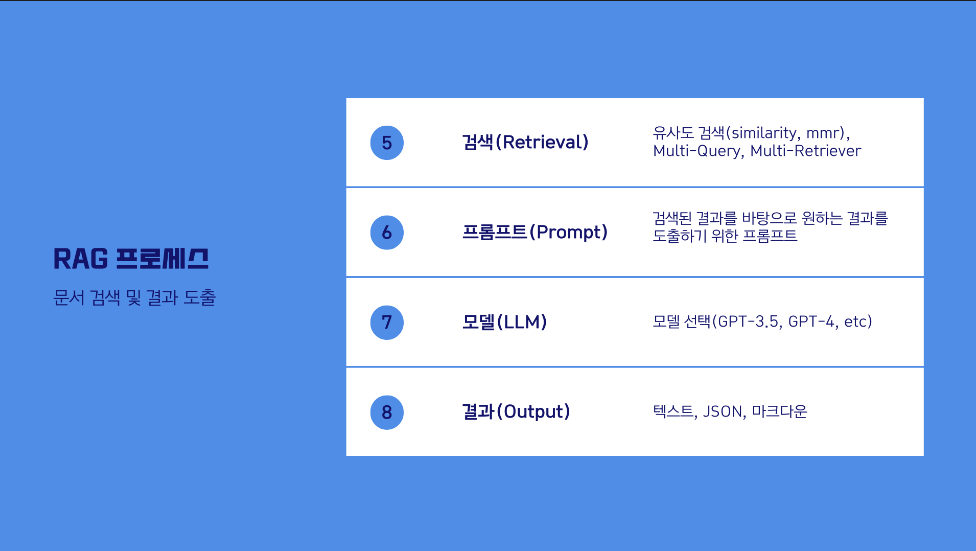 RAG 프로세스
문서 검색 및 결과 도출
5
검색(Retrieval)
유사도 검색(similarity, mmr),
Multi-Query, Multi-Retriever
6
프롬프트(Prompt)
검색된 결과를 바탕으로 원하는 결과를
도출하기 위한 프롬프트
7
모델(LLM)
모델 선택(GPT-3.5, GPT-4, etc)
8
결과(Output)
텍스트, JSON, 마크다운